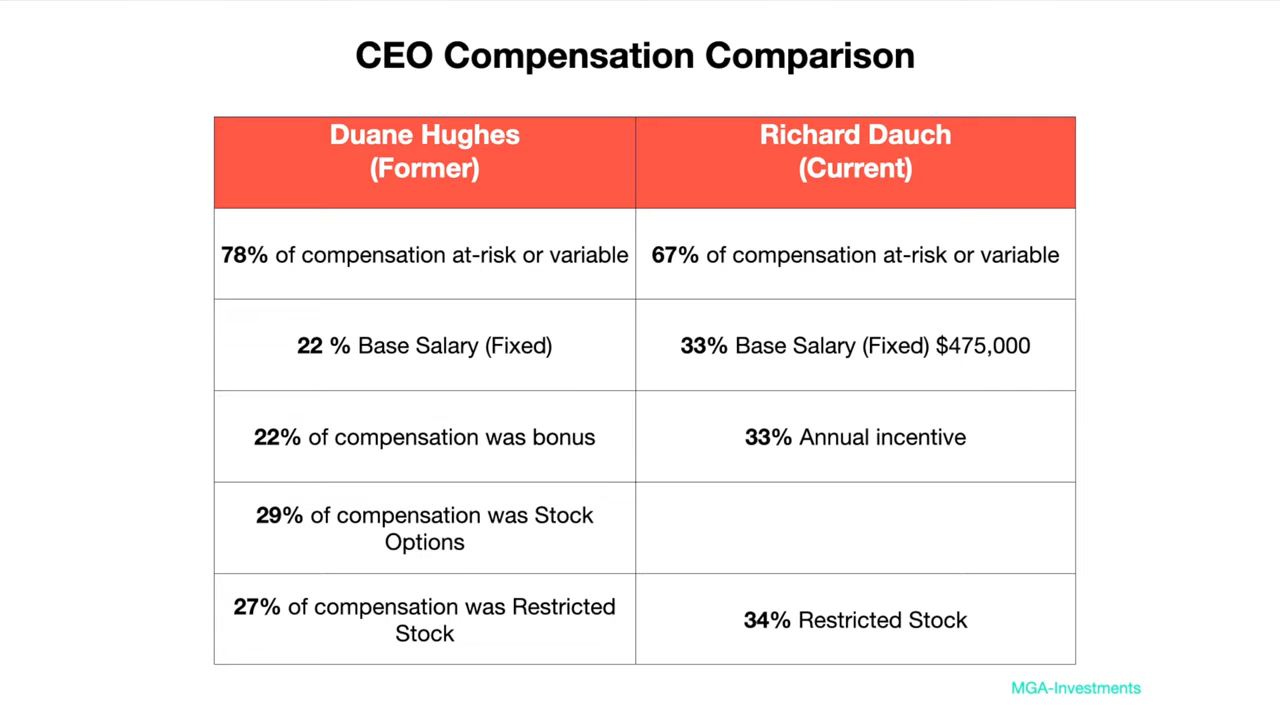 CEO Compensation Comparison
Duane Hughes
(Former)
Richard Dauch
(Current)
78% of compensation at-risk or variable
67% of compensation at-risk or variable
22 % Base Salary (Fixed)
33% Base Salary (Fixed) $475,000
22% of compensation was bonus
33% Annual incentive
29% of compensation was Stock
Options
27% of compensation was Restricted
Stock
34% Restricted Stock
MGA-Investments